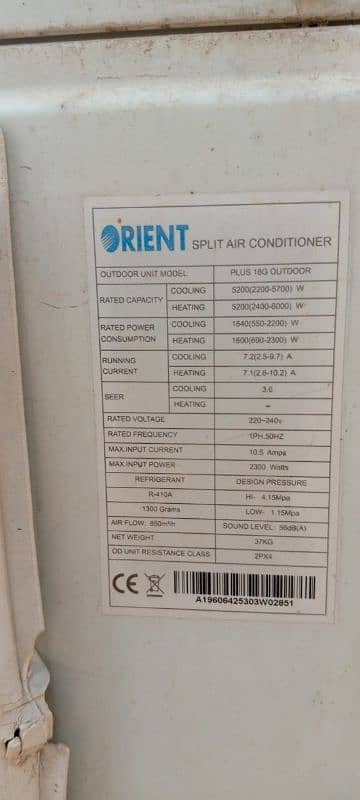 ORIENT SPLIT AIR CONDITIONER
OUTDOOR UNIT MODEL PLUS 18G OUTDOOR
RATED CAPACITY COOLING 5200(2200-5700) W
HEATING 5200(2400-6000) W
RATED POWER CONSUMPTION COOLING 1640(550-2200) W
HEATING 1600(690-2300) W
RUNNING CURRENT COOLING 7.2(2.5-9.7) A
HEATING 7.1(2.6-10.2) A
SEER COOLING 3.6
HEATING –
RATED VOLTAGE 220~240v
RATED FREQUENCY 1PH,50HZ
MAX.INPUT CURRENT 10.5 Amps
MAX.INPUT POWER 2300 Watts
REFRIGERANT DESIGN PRESSURE
R-410A HI- 4.15Mpa
1300 Grams LOW- 1.15Mpa
AIR FLOW: 850m³/h SOUND LEVEL: 56dB(A)
NET WEIGHT 37KG
OD UNIT RESISTANCE CLASS 2PX4
CE
A19606425303W02851